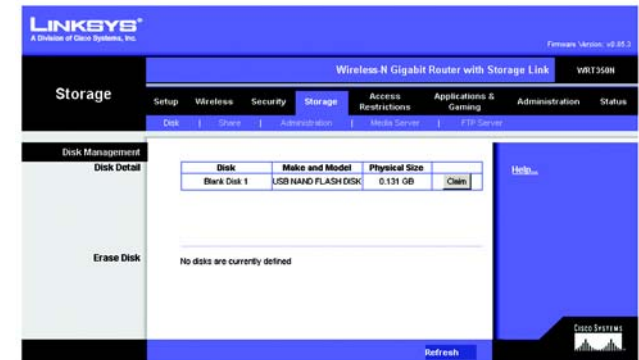 LINKSYS®
A Division of Cisco Systems, Inc.
Firmware Version: v0.05.3
Wireless-N Gigabit Router with Storage Link WRT350N
Storage
Setup Wireless Security Storage Access Restrictions Applications & Gaming Administration Status
Disk | Share | Administration | Media Server | FTP Server
Disk Management
Disk Detail
Disk Make and Model Physical Size
Blank Disk 1 USB NAND FLASH DISK 0.131 GB Claim
Help...
Erase Disk
No disks are currently defined
Refresh
CISCO SYSTEMS